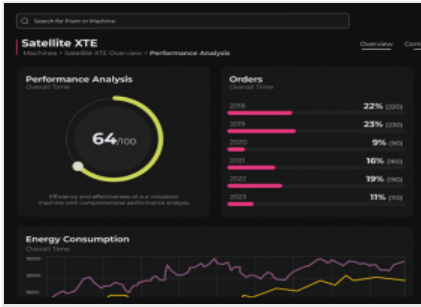 Search for Plant or Machine
Satellite XTE
Machines > Satellite XTE Overview > Performance Analysis
Overview
Com
Performance Analysis
Overall Time
64/100
Efficiency and effectiveness of our industrial
machine with comprehensive performance analysis
Orders
Overall Time
2018 22% (220)
2019 23% (230)
2020 9% (90)
2021 16% (160)
2022 19% (190)
2023 11% (110)
Energy Consumption
Overall Time